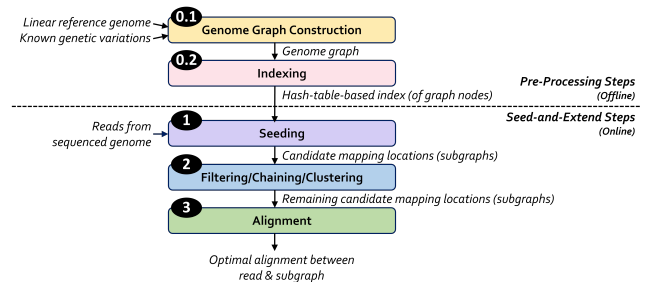 Linear reference genome
Known genetic variations
0.1
Genome Graph Construction
Genome graph
0.2
Indexing
Hash-table-based index (of graph nodes)
Pre-Processing Steps
(Offline)
Seed-and-Extend Steps
(Online)
Reads from
sequenced genome
1
Seeding
Candidate mapping locations (subgraphs)
2
Filtering/Chaining/Clustering
Remaining candidate mapping locations (subgraphs)
3
Alignment
Optimal alignment between
read & subgraph